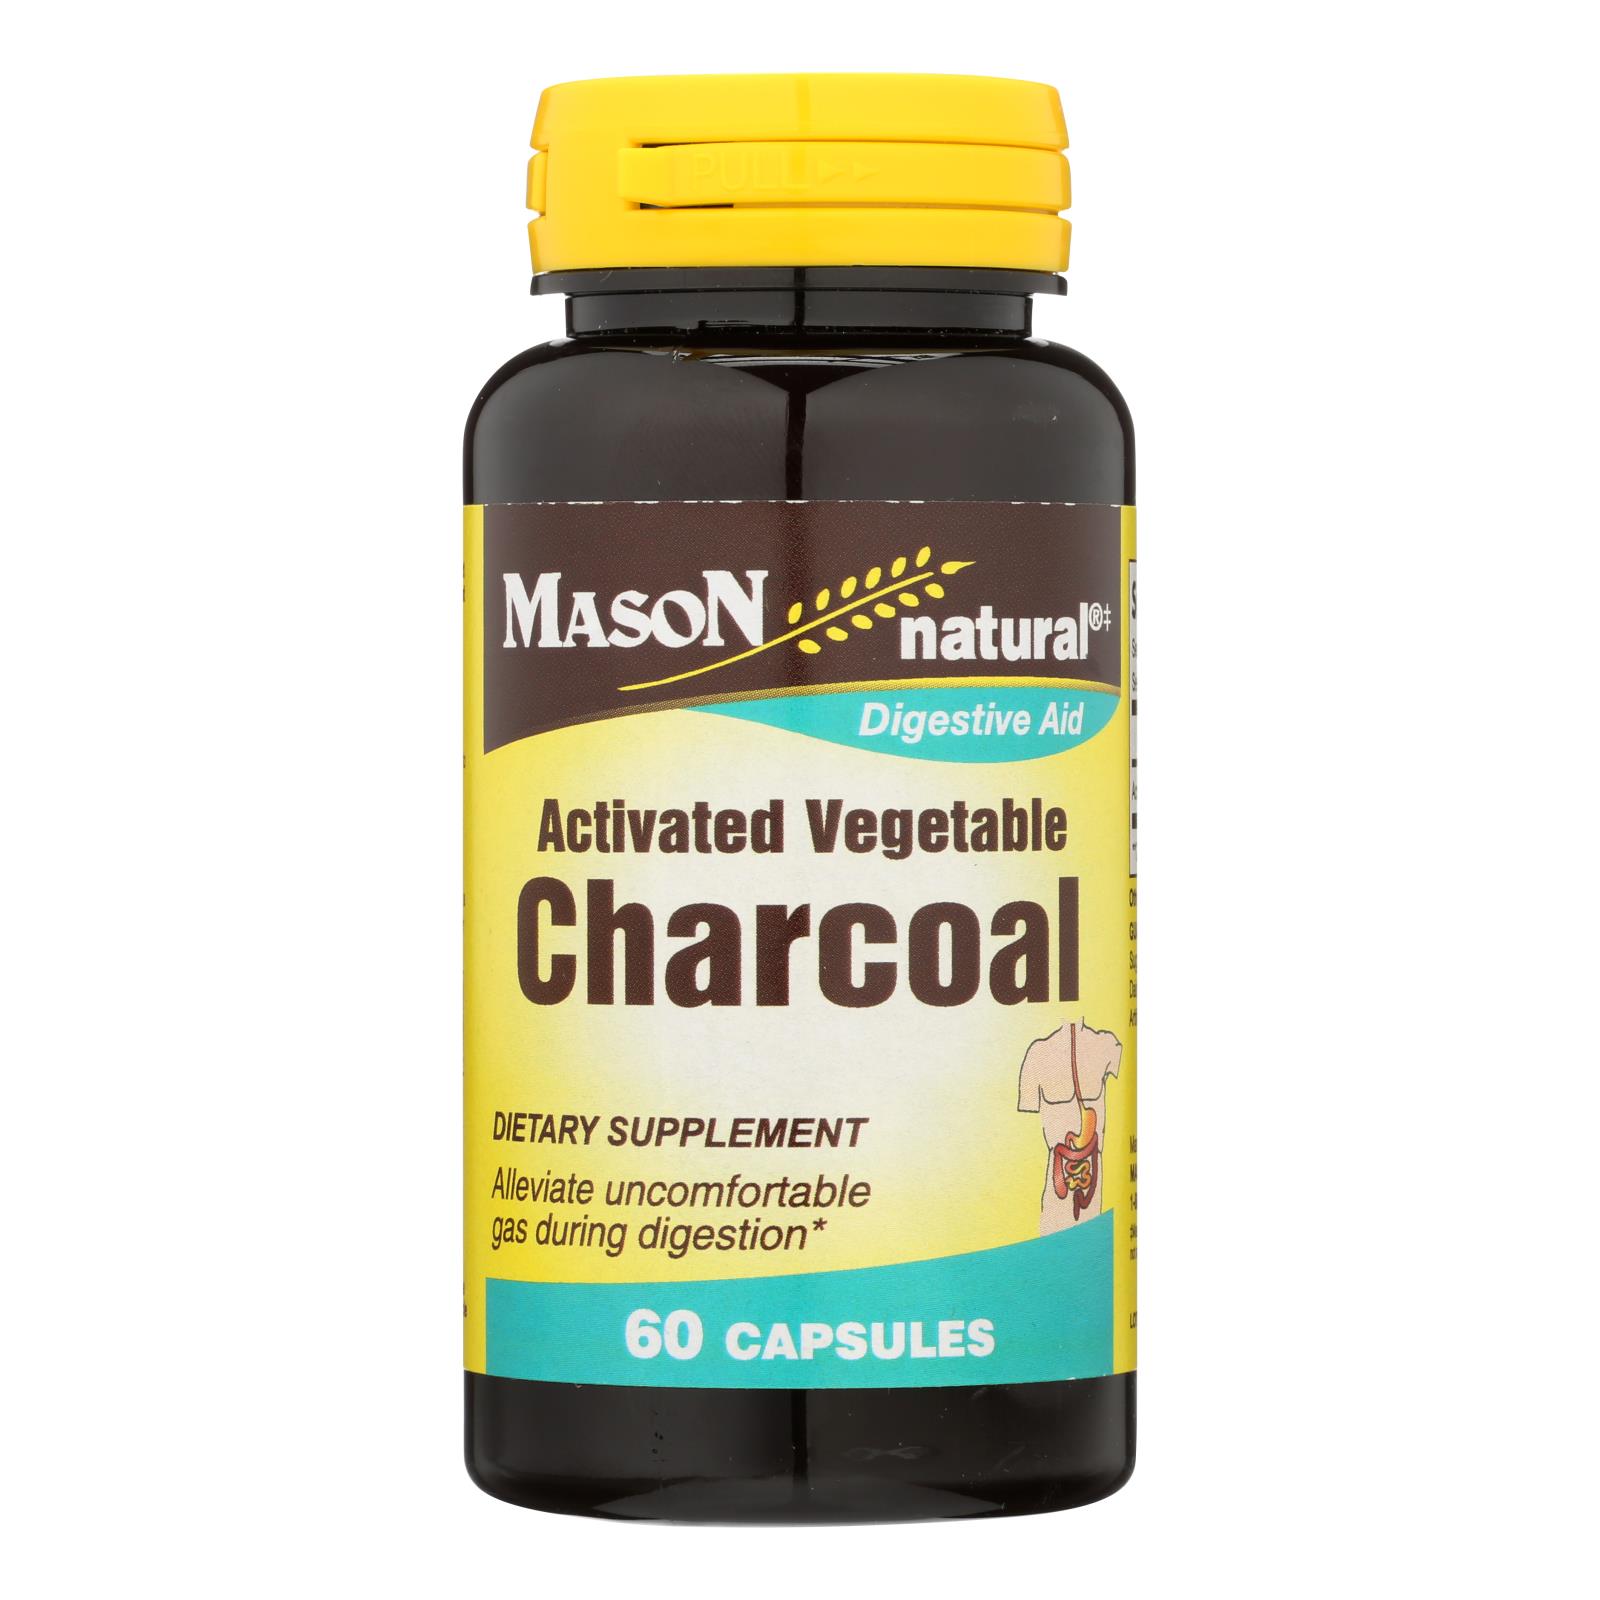 PULL
MASON natural®‡
Digestive Aid
Activated Vegetable
Charcoal
DIETARY SUPPLEMENT
Alleviate uncomfortable
gas during digestion*
60 CAPSULES